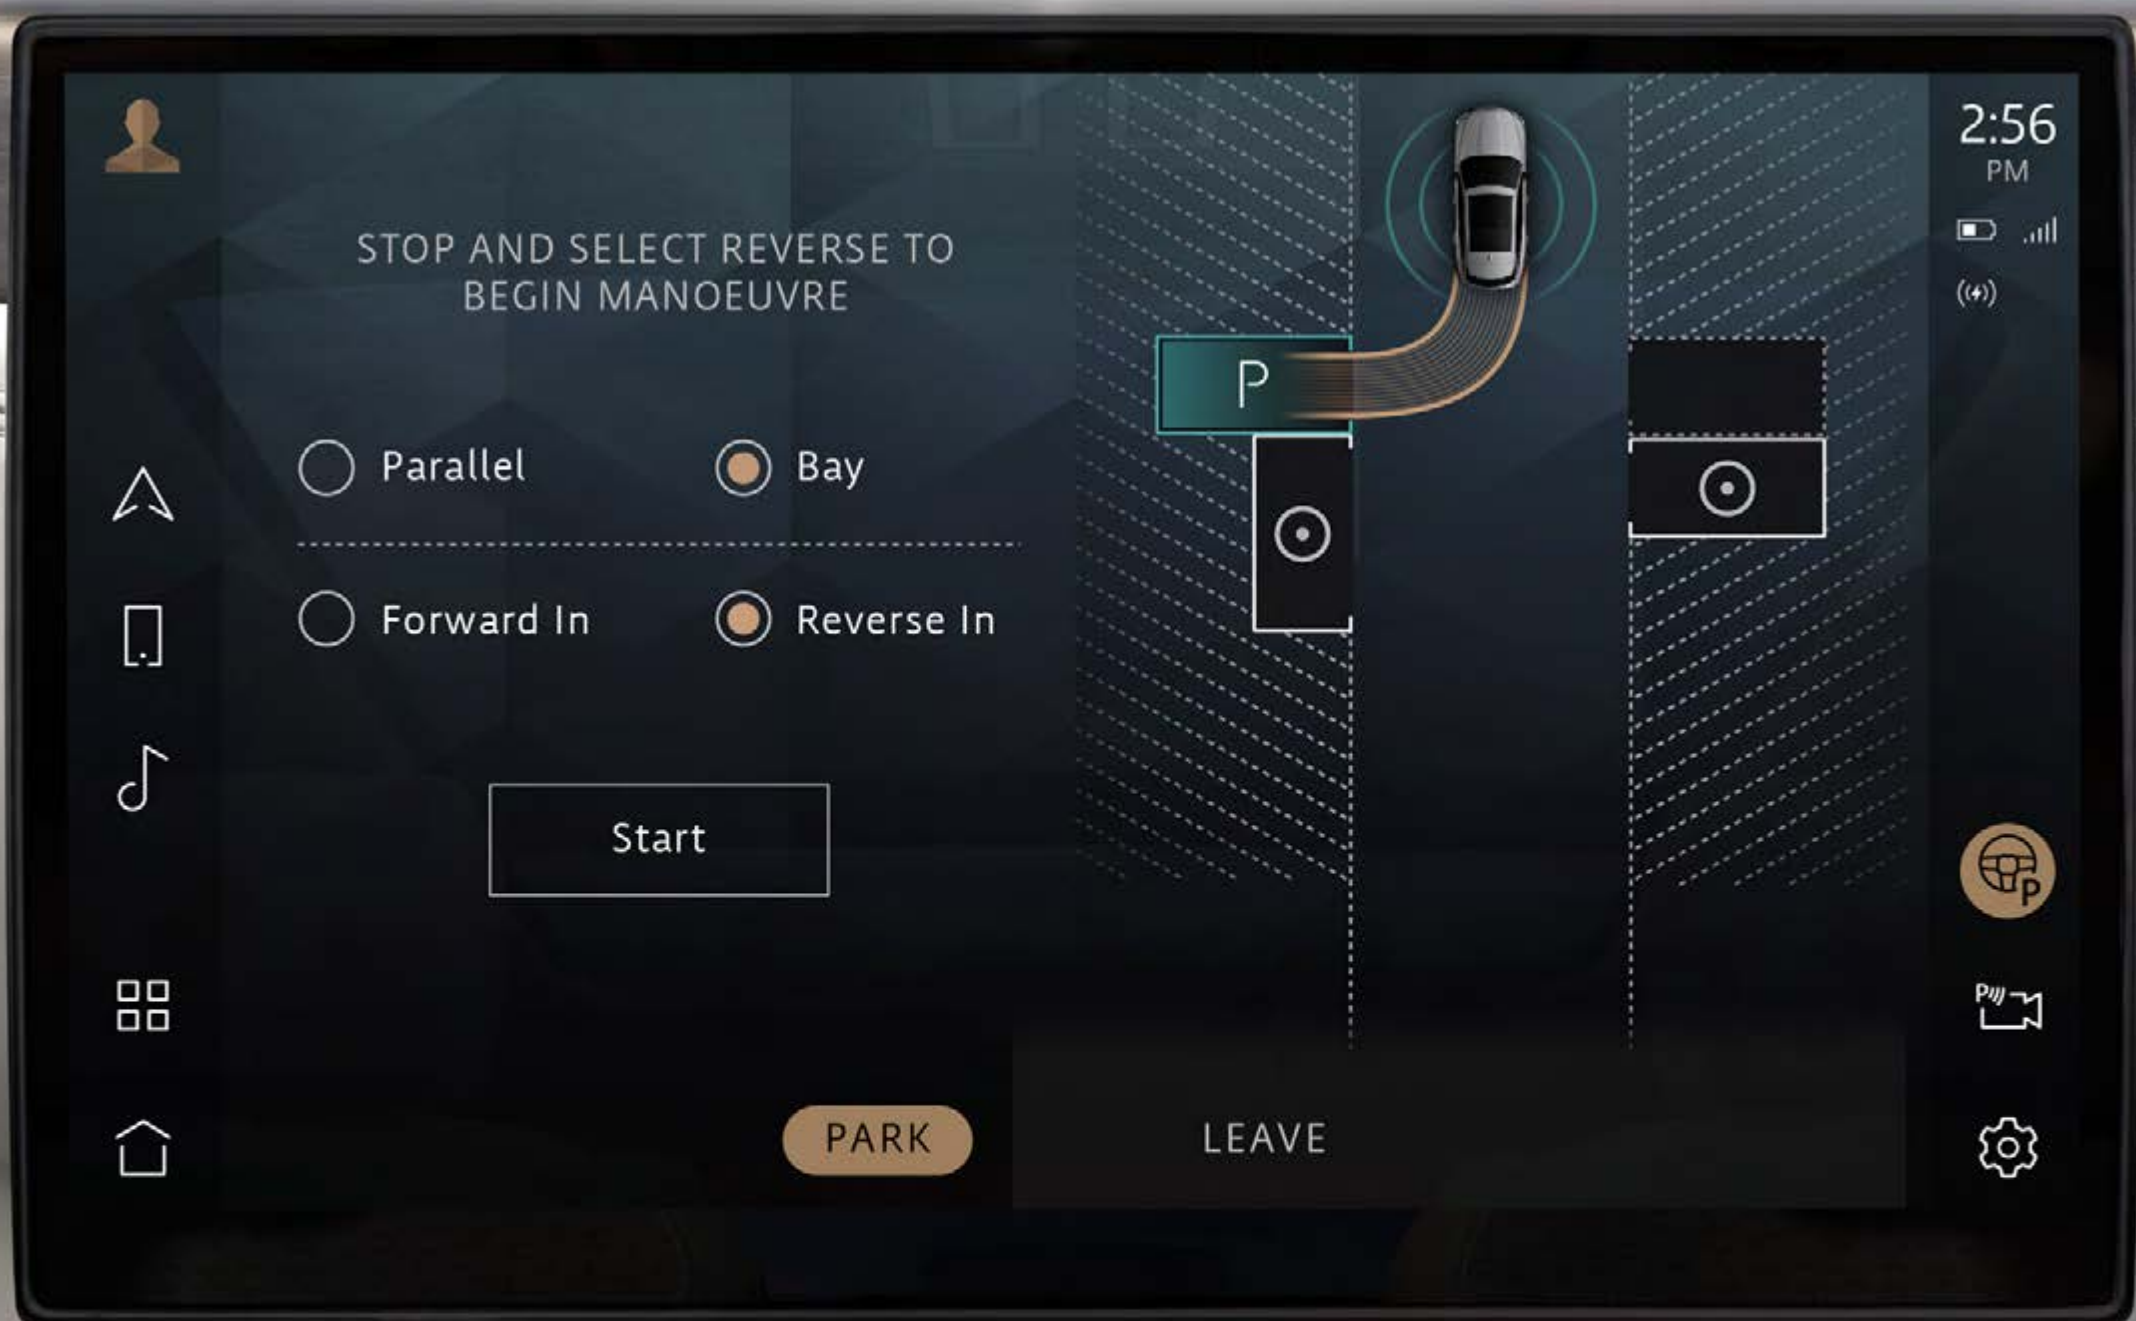 2:56
PM
STOP AND SELECT REVERSE TO
BEGIN MANOEUVRE
P
Parallel
Bay
Forward In
Reverse In
Start
P
P
PARK
LEAVE